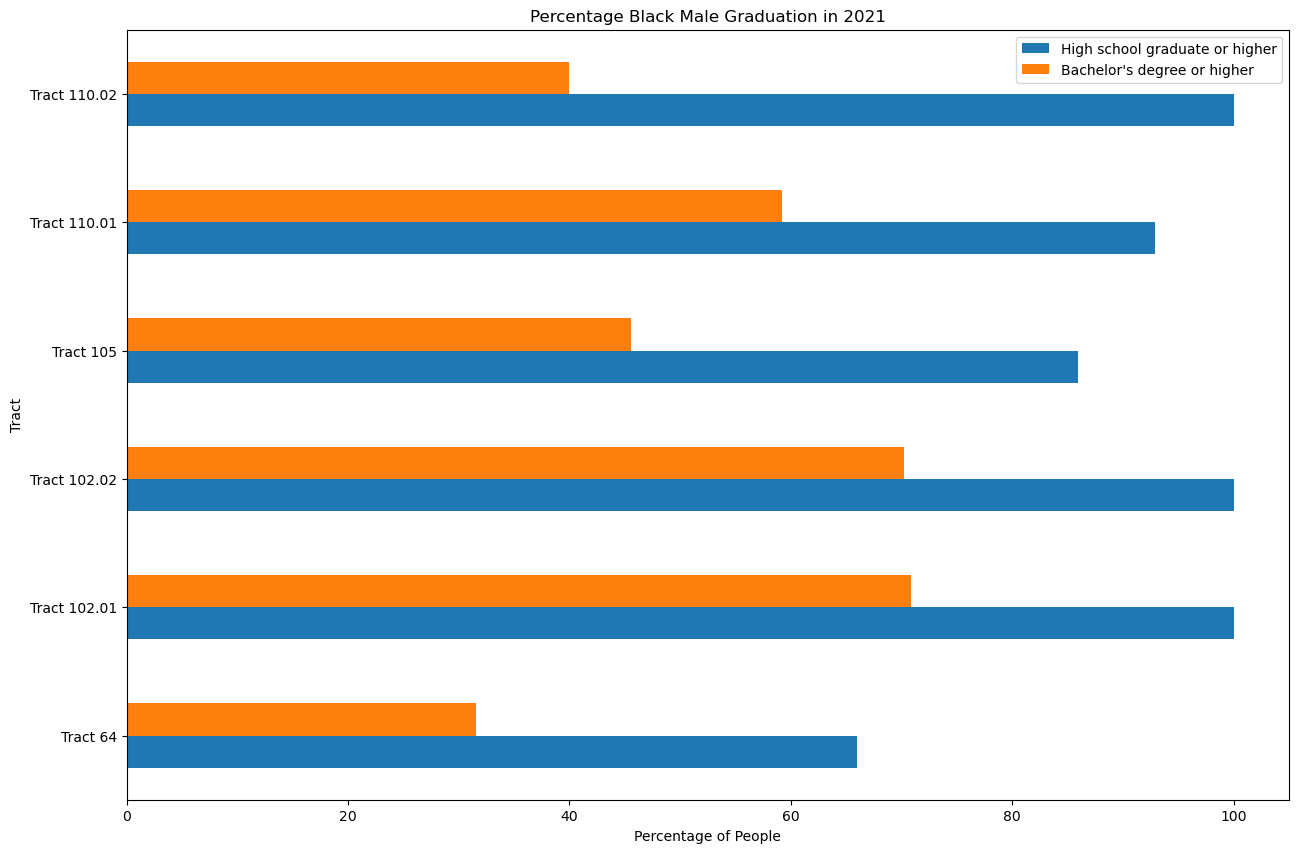 Percentage Black Male Graduation in 2021
High school graduate or higher
Bachelor's degree or higher
Tract 110.02
Tract 110.01
Tract 105
Tract 102.02
Tract 102.01
Tract 64
Tract
0 20 40 60 80 100
Percentage of People